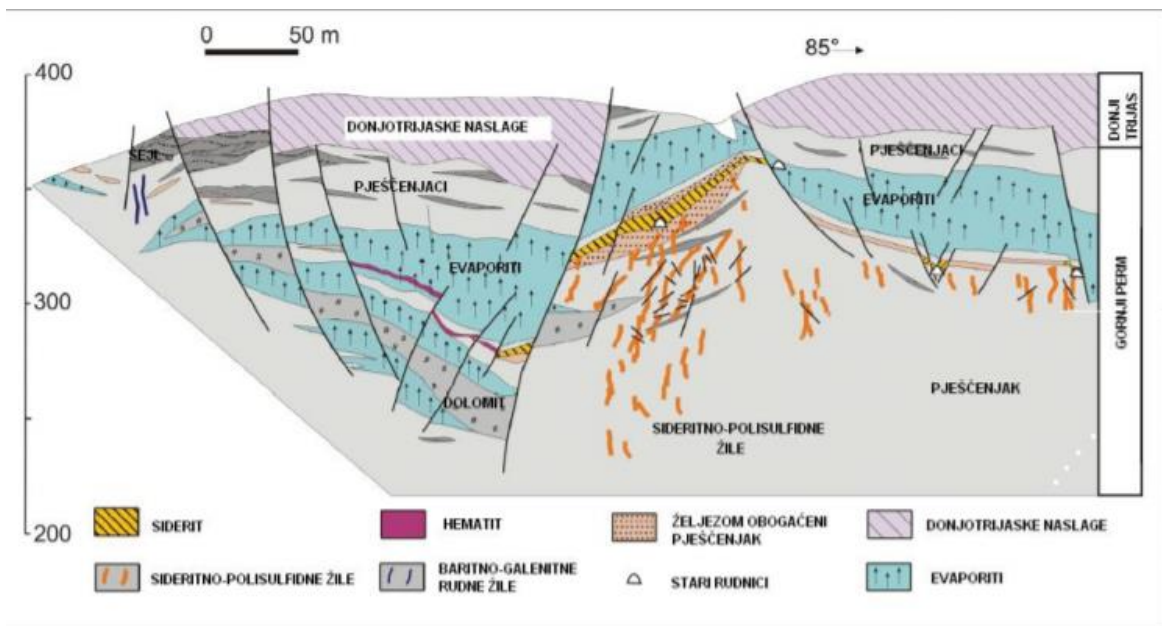 0 50 m
85°
400
300
200
DONJOTRIJASKE NASLAGE
ŠEJL
PJEŠČENJACI
PJEŠČENJACI
EVAPORITI
EVAPORITI
DOLOMIT
PJEŠČENJAK
SIDERITNO-POLISULFIDNE
ŽILE
DONJI
TRIJAS
GORNJI PERM
SIDERIT
HEMATIT
ŽELJEZOM OBOGAĆENI
PJEŠČENJAK
DONJOTRIJASKE NASLAGE
SIDERITNO-POLISULFIDNE ŽILE
BARITNO-GALENITNE
RUDNE ŽILE
STARI RUDNICI
EVAPORITI